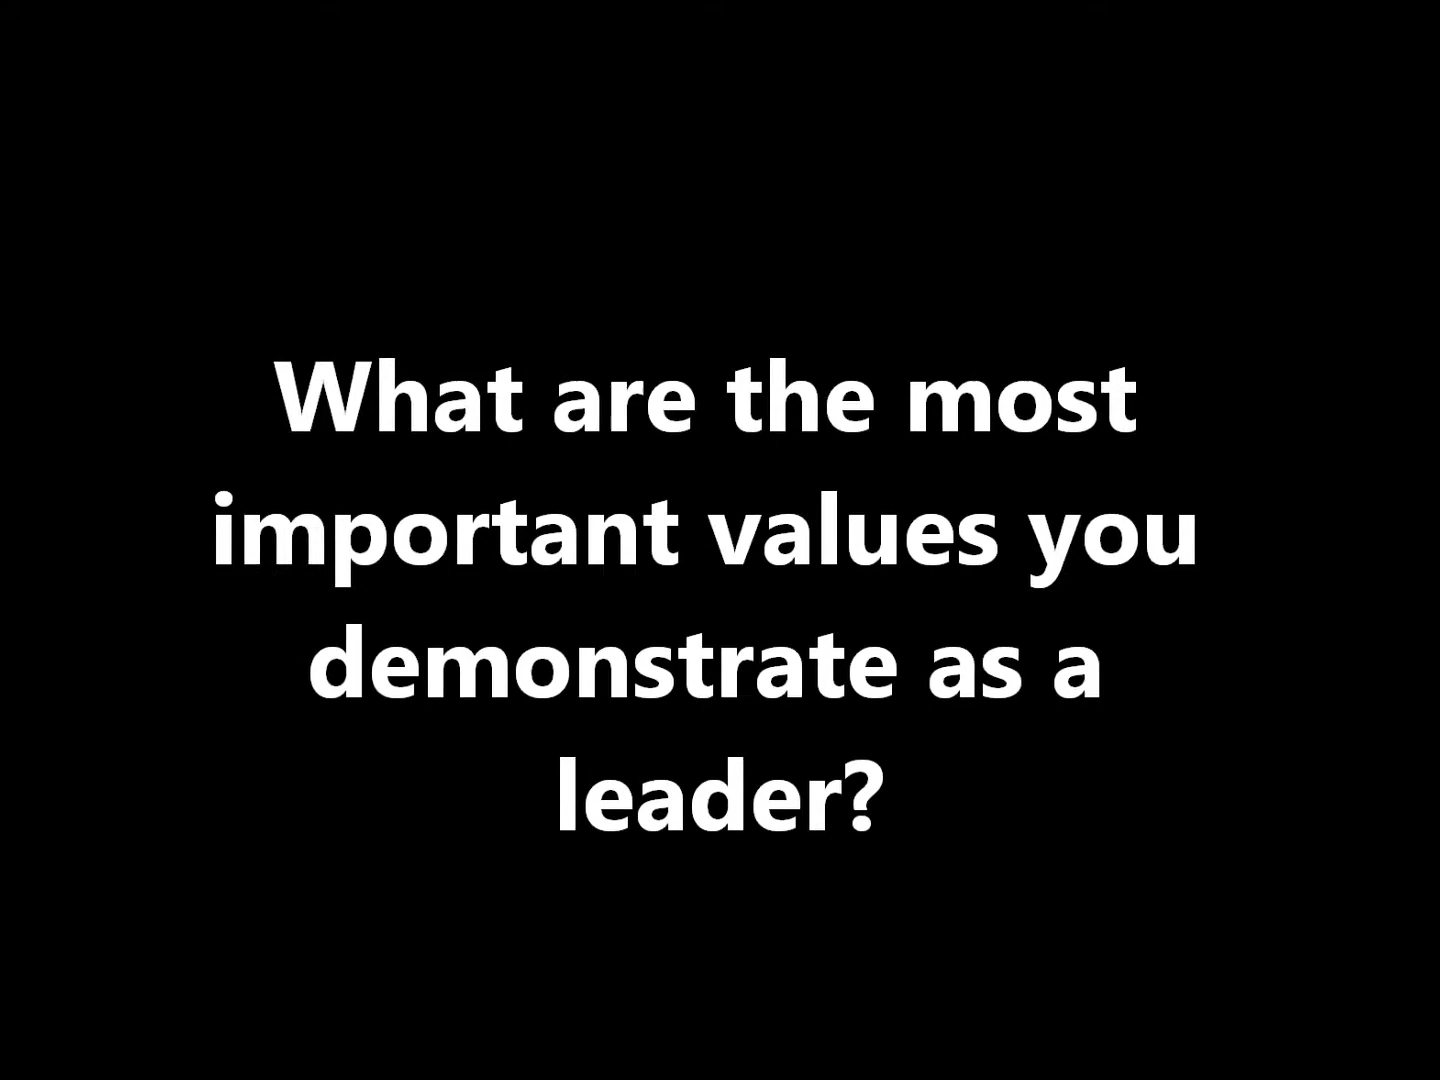 What are the most
important values you
demonstrate as a
leader?